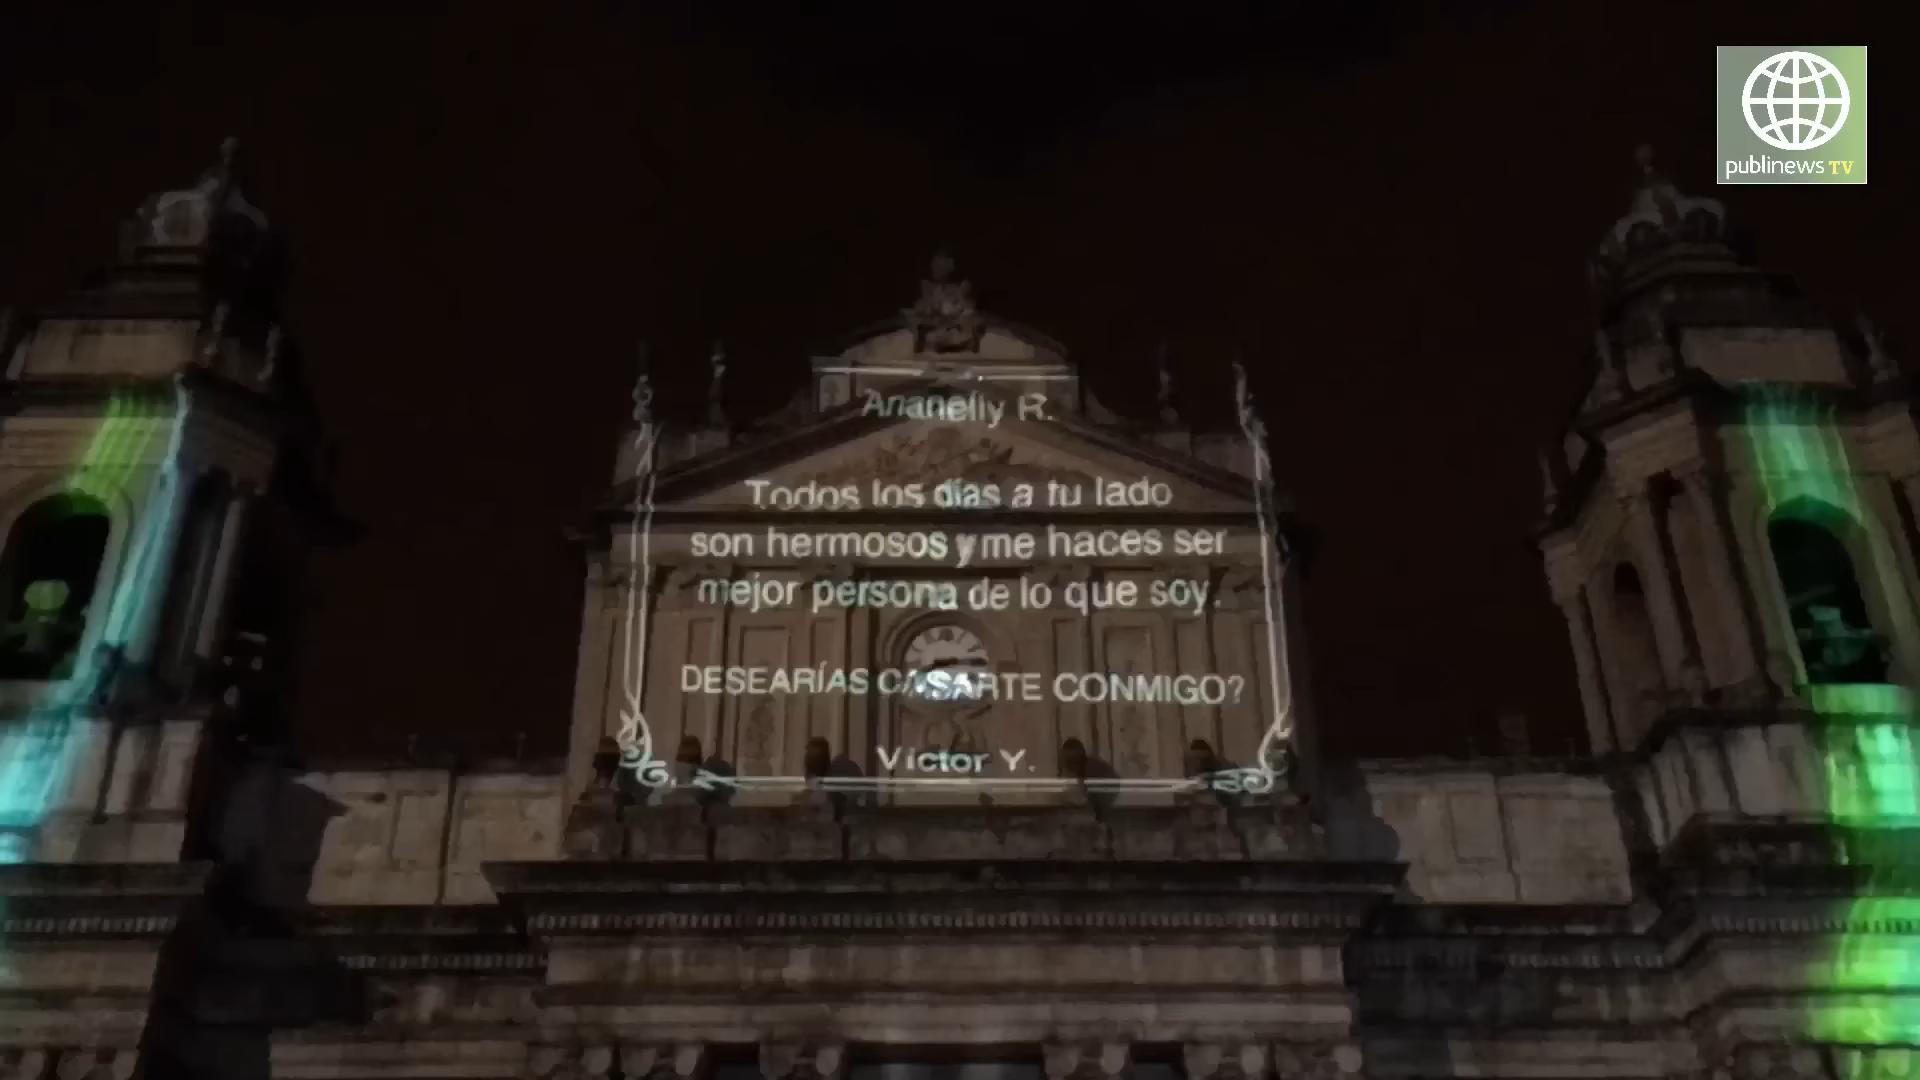 publinews TV
Ananelly R.
Todos los días a tu lado
son hermosos y me haces ser
mejor persona de lo que soy.
DESEARÍAS CASARTE CONMIGO?
Víctor Y.